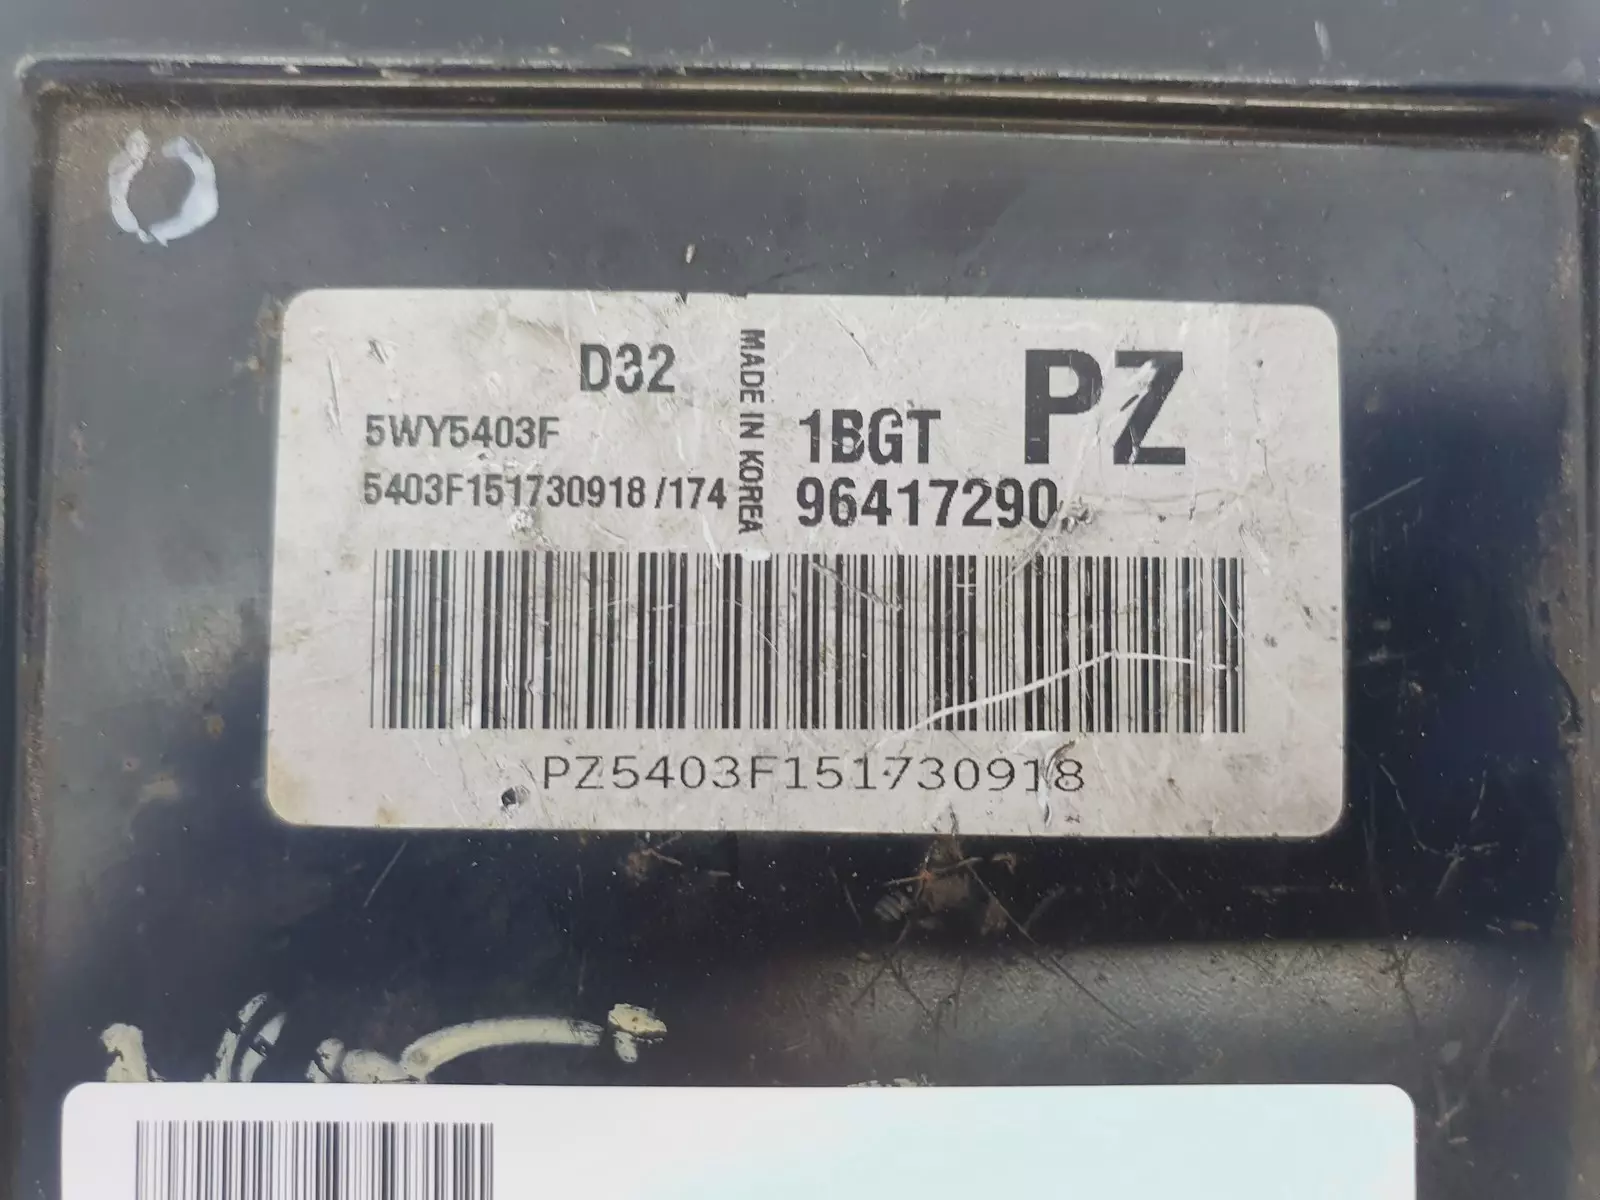 D32
MADE IN KOREA
PZ
5WY5403F
1BGT
5403F151730918 /174
96417290
PZ5403F151730918